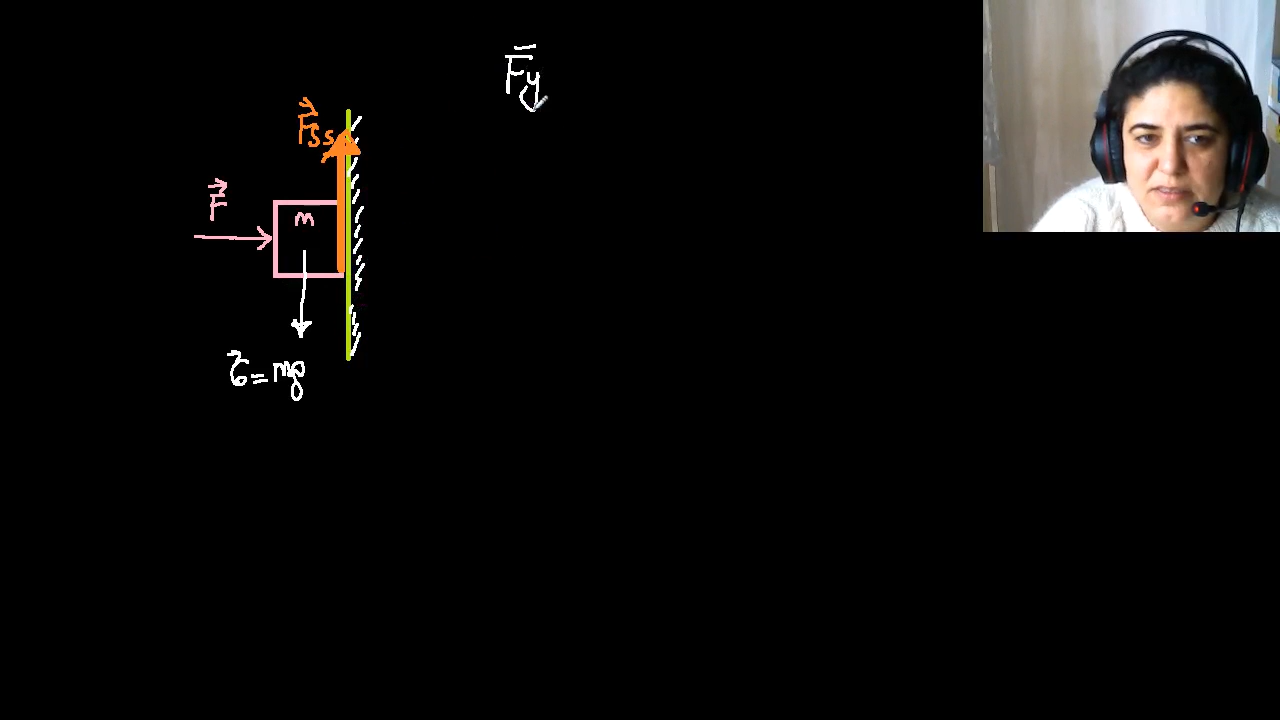 F⃗y
F⃗ss
F⃗
m
G⃗ = mg